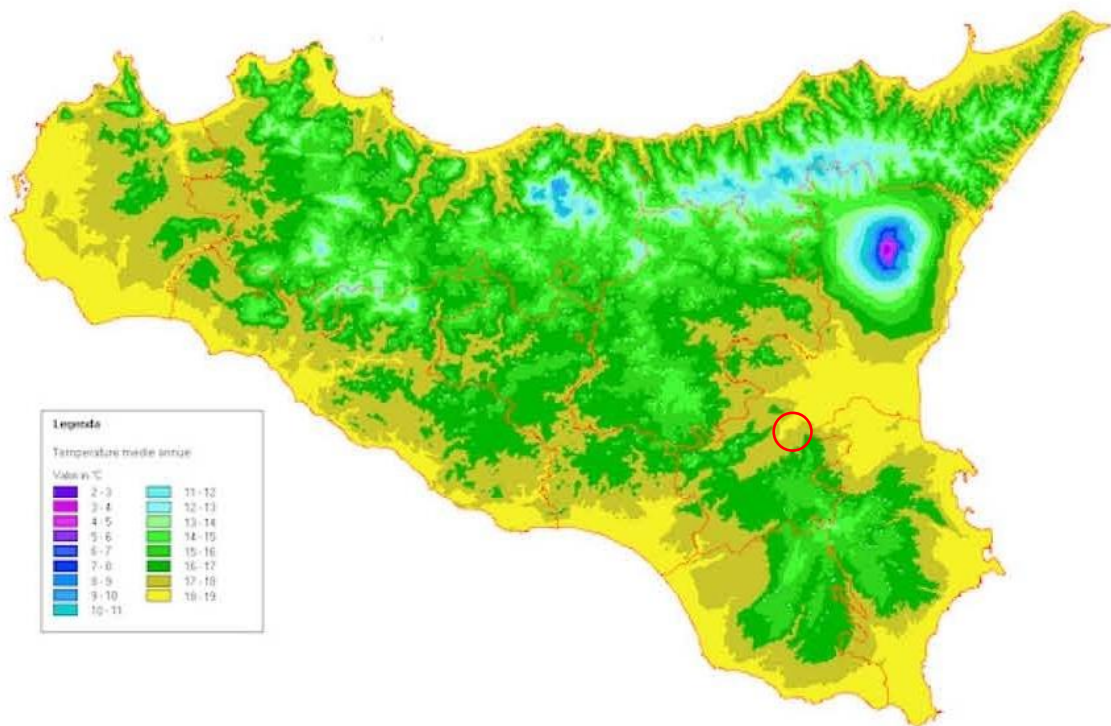 Legenda
Temperature medie annue
Valori in °C
2 - 3
3 - 4
4 - 5
5 - 6
6 - 7
7 - 8
8 - 9
9 - 10
10 - 11
11 - 12
12 - 13
13 - 14
14 - 15
15 - 16
16 - 17
17 - 18
18 - 19